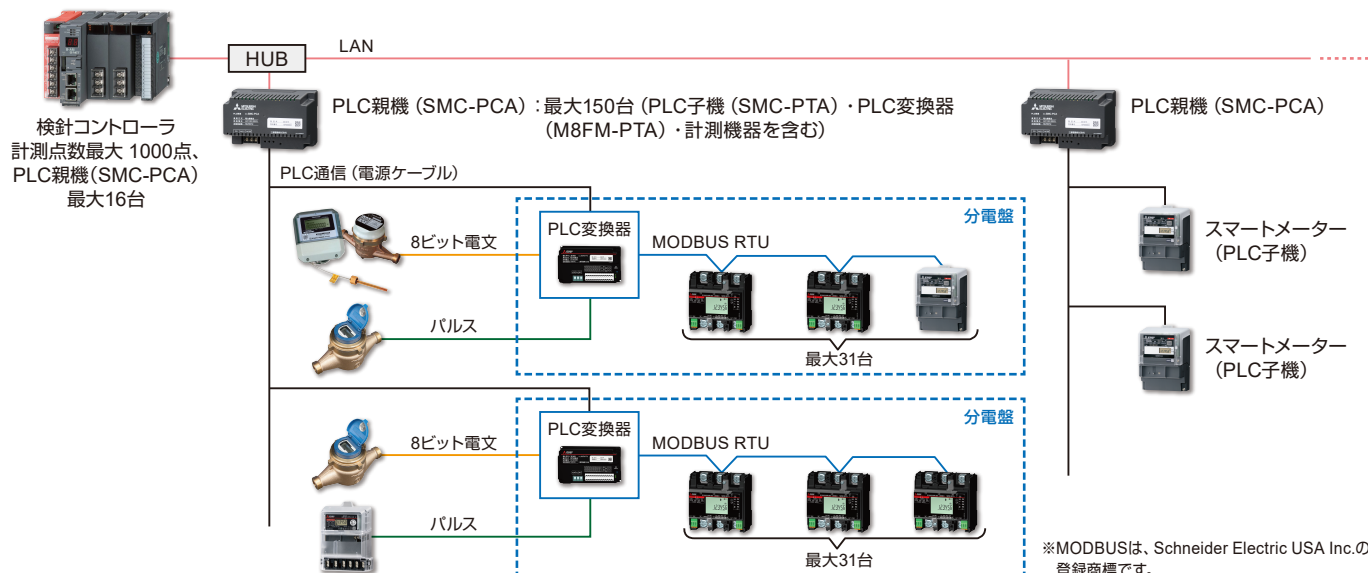 LAN
HUB
PLC親機（SMC-PCA）：最大150台（PLC子機（SMC-PTA）・PLC変換器
（M8FM-PTA）・計測機器を含む）
PLC親機（SMC-PCA）
検針コントローラ
計測点数最大 1000点、
PLC親機（SMC-PCA）
最大16台
PLC通信（電源ケーブル）
分電盤
PLC変換器
8ビット電文
MODBUS RTU
パルス
最大31台
スマートメーター
（PLC子機）
スマートメーター
（PLC子機）
分電盤
PLC変換器
8ビット電文
MODBUS RTU
パルス
最大31台
※MODBUSは、Schneider Electric USA Inc.の
登録商標です。